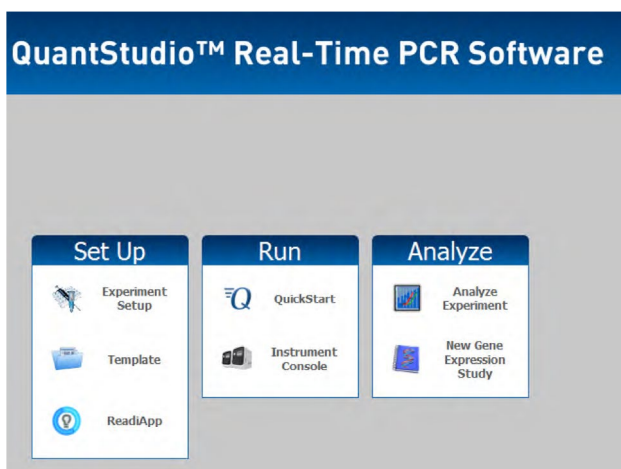 QuantStudio™ Real-Time PCR Software
Set Up
Experiment
Setup
Template
ReadiApp
Run
QuickStart
Instrument
Console
Analyze
Analyze
Experiment
New Gene
Expression
Study